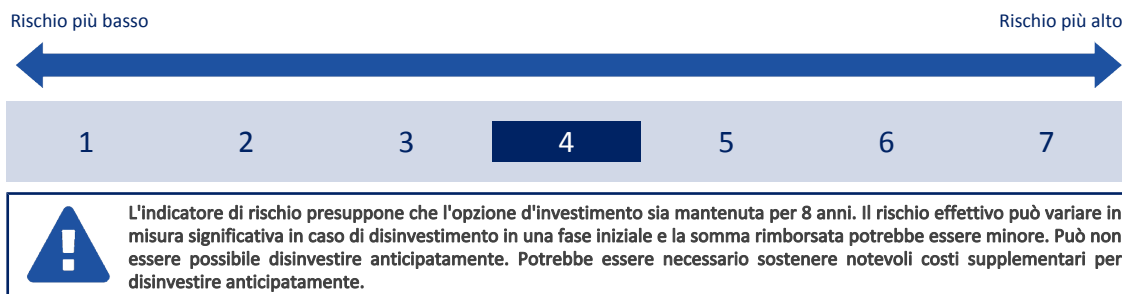 Rischio più basso Rischio più alto
1 2 3 4 5 6 7
L'indicatore di rischio presuppone che l'opzione d'investimento sia mantenuta per 8 anni. Il rischio effettivo può variare in
misura significativa in caso di disinvestimento in una fase iniziale e la somma rimborsata potrebbe essere minore. Può non
essere possibile disinvestire anticipatamente. Potrebbe essere necessario sostenere notevoli costi supplementari per
disinvestire anticipatamente.